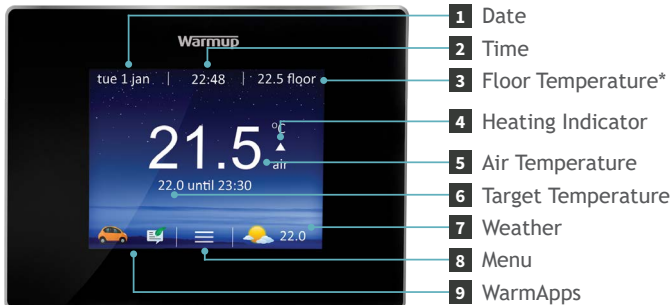 Warmup
tue 1 jan | 22:48 | 22.5 floor
°C
21.5
air
22.0 until 23:30
22.0
1 Date
2 Time
3 Floor Temperature*
4 Heating Indicator
5 Air Temperature
6 Target Temperature
7 Weather
8 Menu
9 WarmApps